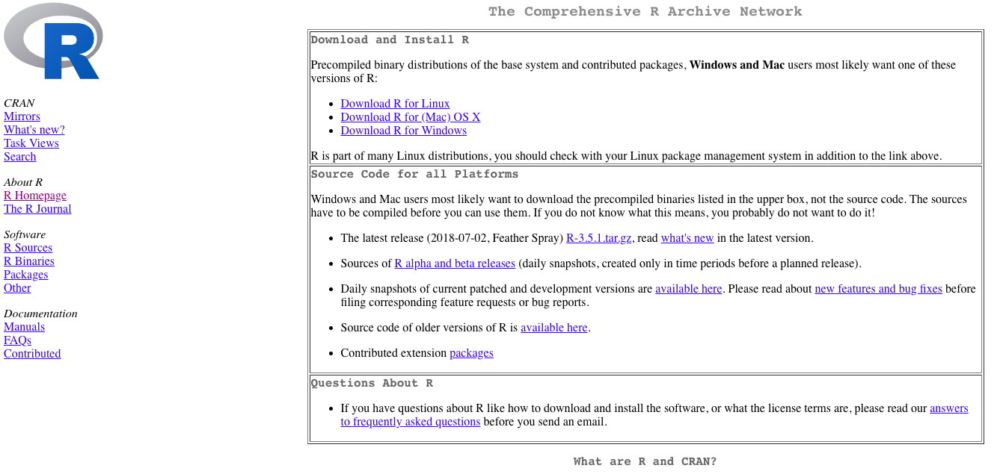 R
CRAN
Mirrors
What's new?
Task Views
Search
About R
R Homepage
The R Journal
Software
R Sources
R Binaries
Packages
Other
Documentation
Manuals
FAQs
Contributed
The Comprehensive R Archive Network
Download and Install R
Precompiled binary distributions of the base system and contributed packages, Windows and Mac users most likely want one of these
versions of R:
• Download R for Linux
• Download R for (Mac) OS X
• Download R for Windows
R is part of many Linux distributions, you should check with your Linux package management system in addition to the link above.
Source Code for all Platforms
Windows and Mac users most likely want to download the precompiled binaries listed in the upper box, not the source code. The sources
have to be compiled before you can use them. If you do not know what this means, you probably do not want to do it!
• The latest release (2018-07-02, Feather Spray) R-3.5.1.tar.gz, read what's new in the latest version.
• Sources of R alpha and beta releases (daily snapshots, created only in time periods before a planned release).
• Daily snapshots of current patched and development versions are available here. Please read about new features and bug fixes before
filing corresponding feature requests or bug reports.
• Source code of older versions of R is available here.
• Contributed extension packages
Questions About R
• If you have questions about R like how to download and install the software, or what the license terms are, please read our answers
to frequently asked questions before you send an email.
What are R and CRAN?